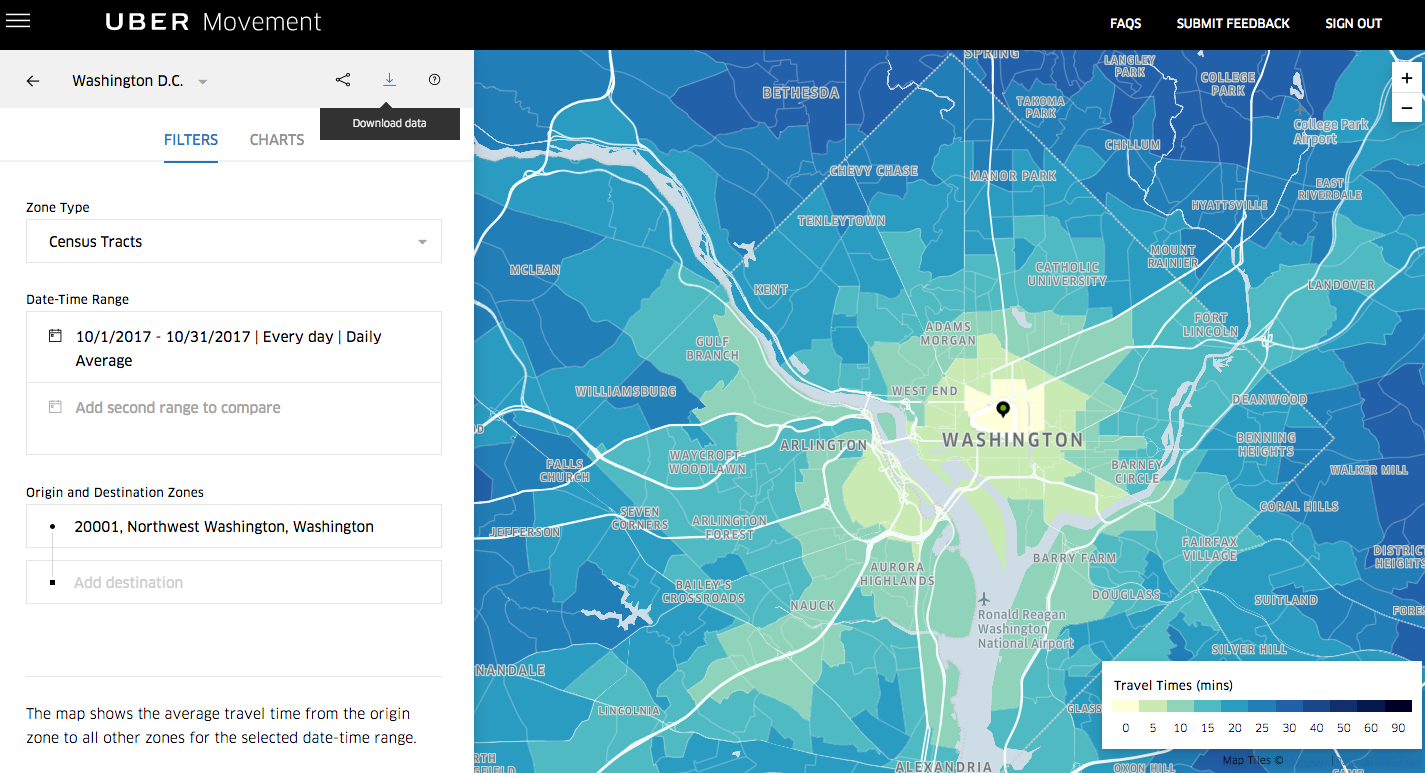 UBER Movement
FAQS
SUBMIT FEEDBACK
SIGN OUT
Washington D.C.
Download data
FILTERS
CHARTS
Zone Type
Census Tracts
Date-Time Range
10/1/2017 - 10/31/2017 | Every day | Daily
Average
Add second range to compare
Origin and Destination Zones
20001, Northwest Washington, Washington
Add destination
The map shows the average travel time from the origin
zone to all other zones for the selected date-time range.
SPRING
LANGLEY
PARK
COLLEGE
PARK
BETHESDA
TAKOMA
PARK
College Park
Airport
CHILLUM
CHEVY CHASE
MANOR PARK
EAST
RIVERDALE
HYATTSVILLE
TENLEYTOWN
MOUNT
RAINIER
MCLEAN
CATHOLIC
UNIVERSITY
KENT
LANDOVER
FORT
LINCOLN
ADAMS
MORGAN
GULF
BRANCH
WILLIAMSBURG
WEST END
DEANWOOD
WASHINGTON
ARLINGTON
BENNING
HEIGHTS
WAYCROFT-
WOODLAWN
FALLS
CHURCH
BARNEY
CIRCLE
WALKER MILL
CORAL HILLS
SEVEN
CORNERS
ARLINGTON
FOREST
JEFFERSON
FAIRFAX
VILLAGE
DISTRICT
HEIGHTS
BARRY FARM
AURORA
HIGHLANDS
BAILEY'S
CROSSROADS
DOUGLASS
NAUCK
SUITLAND
FORES
Ronald Reagan
Washington
National Airport
SILVER HILL
NANDALE
LINCOLNIA
GLASS
Travel Times (mins)
0 5 10 15 20 25 30 40 50 60 90
Map Tiles ©
RTH
ALEXANDRIA
OXON HILL